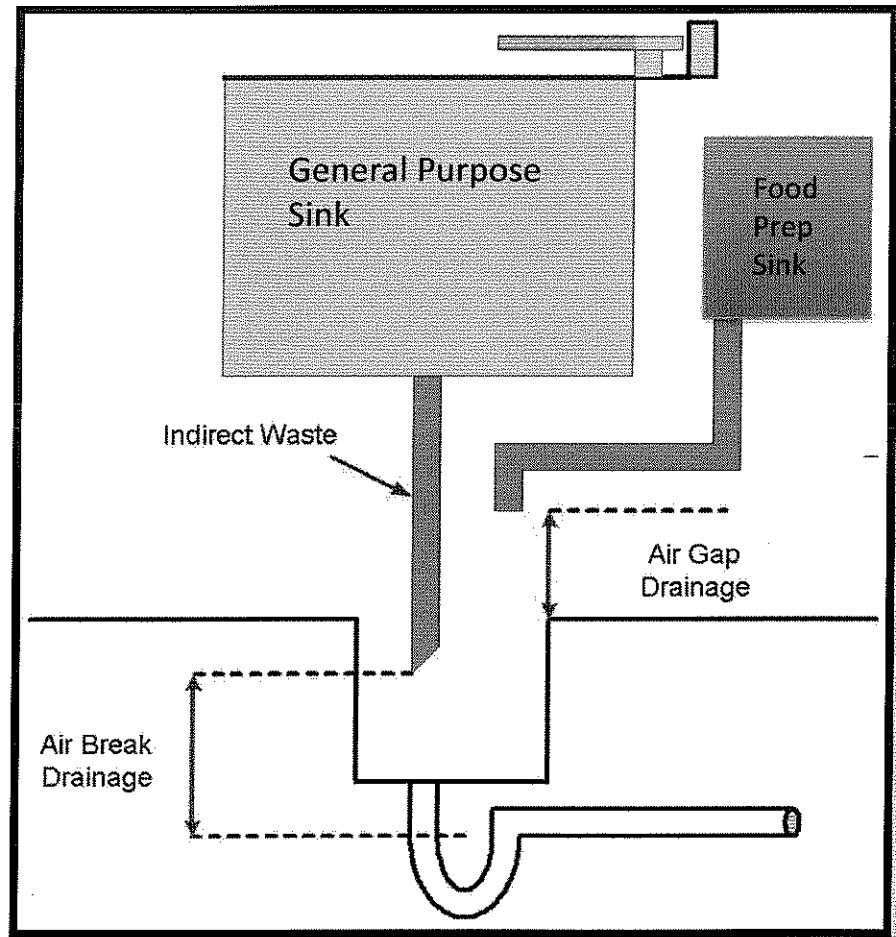 General Purpose
Sink
Food
Prep
Sink
Indirect Waste
Air Gap
Drainage
Air Break
Drainage